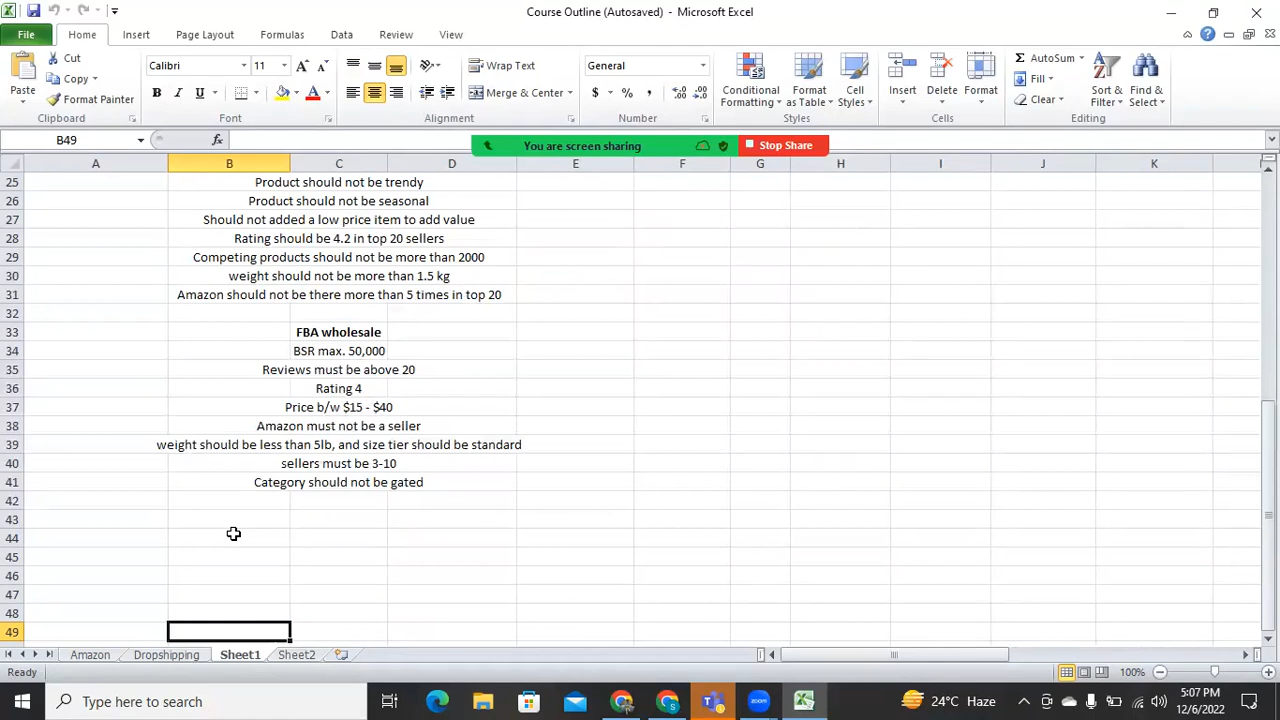 Course Outline (Autosaved) - Microsoft Excel
File Home Insert Page Layout Formulas Data Review View
Paste
Cut
Copy
Format Painter
Clipboard
Calibri 11
B I U
Font
Wrap Text
Merge & Center
Alignment
General
$ % ,
Number
Conditional Formatting
Format as Table
Cell Styles
Styles
Insert
Delete
Format
Cells
Σ AutoSum
Fill
Clear
Sort & Filter
Find & Select
Editing
B49
fx
You are screen sharing
Stop Share
A B C D E F G H I J K
25 Product should not be trendy
26 Product should not be seasonal
27 Should not added a low price item to add value
28 Rating should be 4.2 in top 20 sellers
29 Competing products should not be more than 2000
30 weight should not be more than 1.5 kg
31 Amazon should not be there more than 5 times in top 20
32
33 FBA wholesale
34 BSR max. 50,000
35 Reviews must be above 20
36 Rating 4
37 Price b/w $15 - $40
38 Amazon must not be a seller
39 weight should be less than 5lb, and size tier should be standard
40 sellers must be 3-10
41 Category should not be gated
42
43
44
45
46
47
48
49
Amazon Dropshipping Sheet1 Sheet2
Ready
100%
Type here to search
zoom
24°C Haze
5:07 PM
12/6/2022